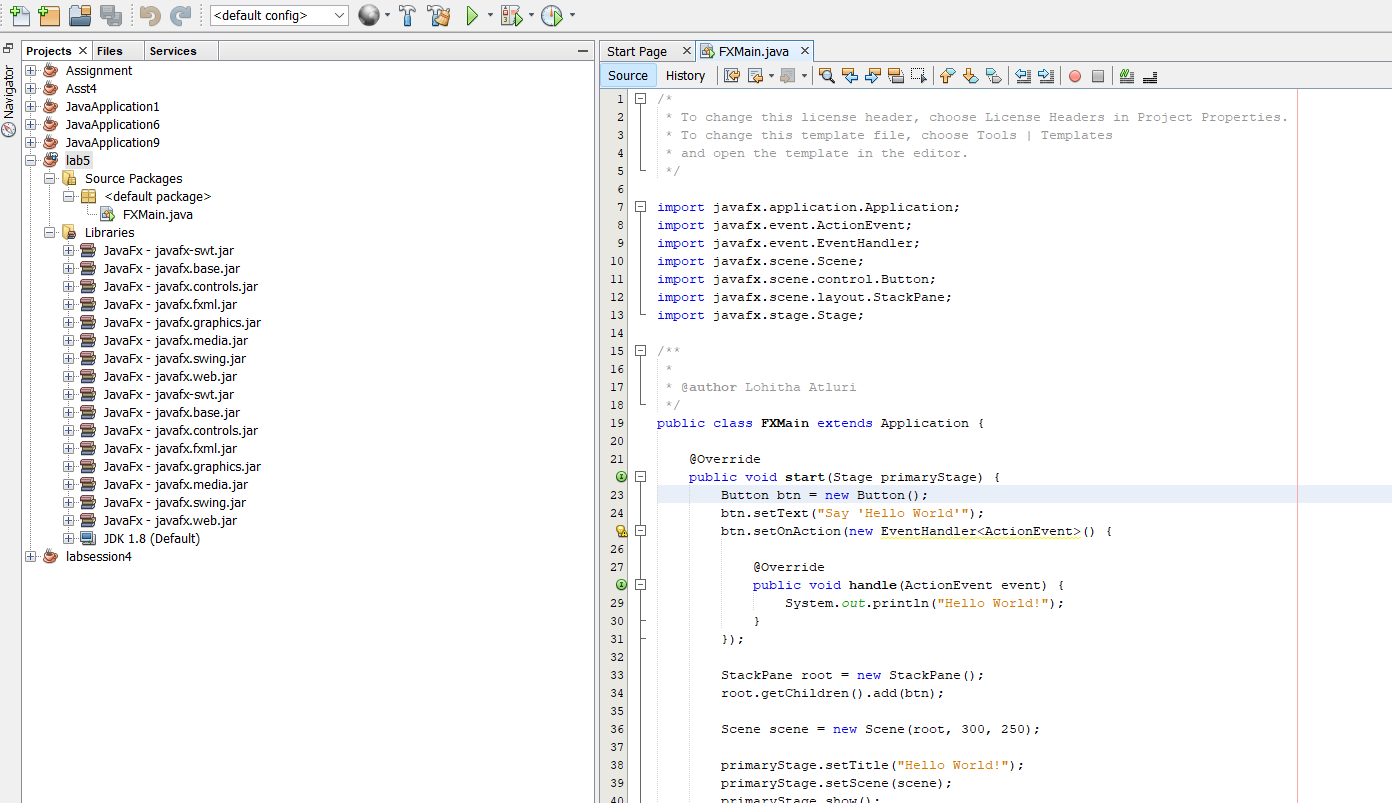 <default config>
Projects
Files
Services
Navigator
Assignment
Asst4
JavaApplication1
JavaApplication6
JavaApplication9
lab5
Source Packages
<default package>
FXMain.java
Libraries
JavaFx - javafx-swt.jar
JavaFx - javafx.base.jar
JavaFx - javafx.controls.jar
JavaFx - javafx.fxml.jar
JavaFx - javafx.graphics.jar
JavaFx - javafx.media.jar
JavaFx - javafx.swing.jar
JavaFx - javafx.web.jar
JavaFx - javafx-swt.jar
JavaFx - javafx.base.jar
JavaFx - javafx.controls.jar
JavaFx - javafx.fxml.jar
JavaFx - javafx.graphics.jar
JavaFx - javafx.media.jar
JavaFx - javafx.swing.jar
JavaFx - javafx.web.jar
JDK 1.8 (Default)
labsession4
Start Page
FXMain.java
Source
History
1 /*
2 * To change this license header, choose License Headers in Project Properties.
3 * To change this template file, choose Tools | Templates
4 * and open the template in the editor.
5 */
6
7 import javafx.application.Application;
8 import javafx.event.ActionEvent;
9 import javafx.event.EventHandler;
10 import javafx.scene.Scene;
11 import javafx.scene.control.Button;
12 import javafx.scene.layout.StackPane;
13 import javafx.stage.Stage;
14
15 /**
16 *
17 * @author Lohitha Atluri
18 */
19 public class FXMain extends Application {
20
21 @Override
public void start(Stage primaryStage) {
23 Button btn = new Button();
24 btn.setText("Say 'Hello World'");
btn.setOnAction(new EventHandler<ActionEvent>() {
26
27 @Override
public void handle(ActionEvent event) {
29 System.out.println("Hello World!");
30 }
31 });
32
33 StackPane root = new StackPane();
34 root.getChildren().add(btn);
35
36 Scene scene = new Scene(root, 300, 250);
37
38 primaryStage.setTitle("Hello World!");
39 primaryStage.setScene(scene);
40 primaryStage.show();